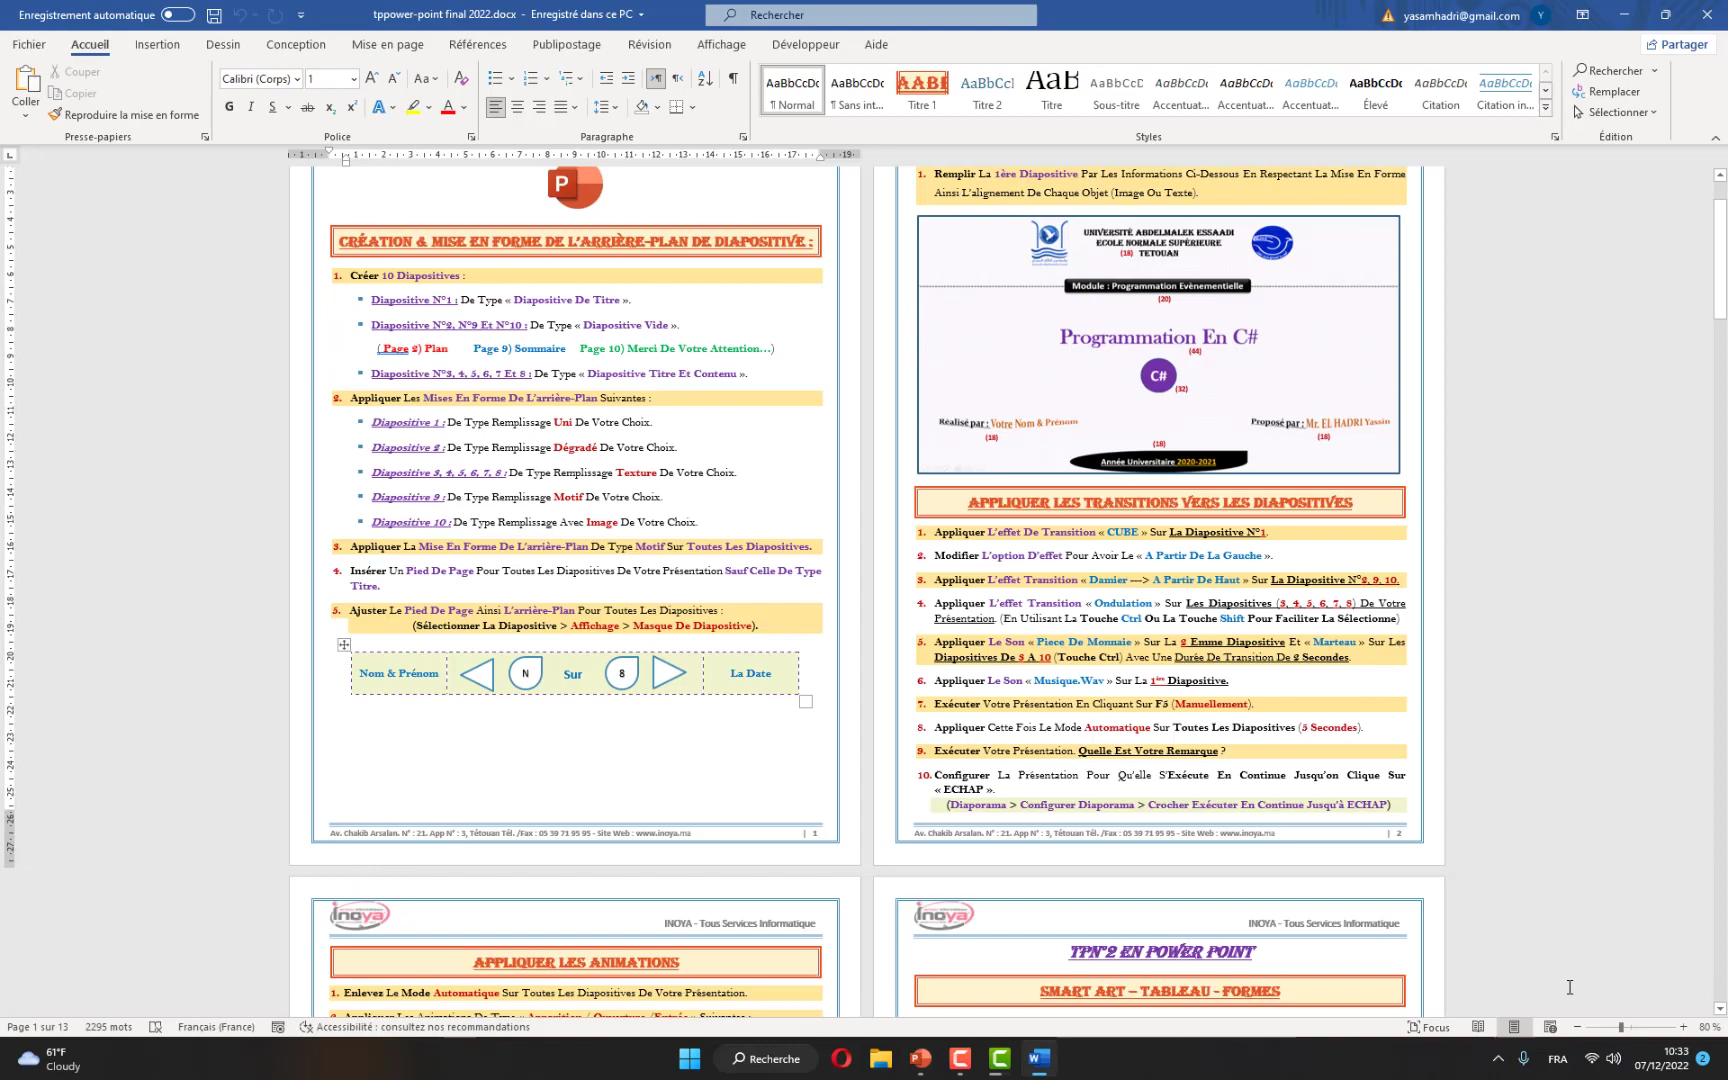 Enregistrement automatique
tppower-point final 2022.docx - Enregistré dans ce PC
Rechercher
yasamhadri@gmail.com
Y
Fichier Accueil Insertion Dessin Conception Mise en page Références Publipostage Révision Affichage Développeur Aide
Partager
Coller
Couper
Copier
Reproduire la mise en forme
Presse-papiers
Calibri (Corps) 1
Police
Paragraphe
AaBbCcDc ¶ Normal
AaBbCcDc ¶ Sans int...
AABI Titre 1
AaBbCcl Titre 2
AaB Titre
AaBbCcD Sous-titre
AaBbCcDc Accentuat...
AaBbCcDc Accentuat...
AaBbCcDc Accentuat...
AaBbCcDc Élevé
AaBbCcDc Citation
AaBbCcDc Citation in...
Styles
Rechercher
Remplacer
Sélectionner
Édition
P
CRÉATION & MISE EN FORME DE L'ARRIÈRE-PLAN DE DIAPOSITIVE :
1. Créer 10 Diapositives :
Diapositive N°1 : De Type « Diapositive De Titre ».
Diapositive N°2, N°9 Et N°10 : De Type « Diapositive Vide ».
( Page 2) Plan Page 9) Sommaire Page 10) Merci De Votre Attention...)
Diapositive N°3, 4, 5, 6, 7 Et 8 : De Type « Diapositive Titre Et Contenu ».
2. Appliquer Les Mises En Forme De L'arrière-Plan Suivantes :
Diapositive 1 : De Type Remplissage Uni De Votre Choix.
Diapositive 2 : De Type Remplissage Dégradé De Votre Choix.
Diapositive 3, 4, 5, 6, 7, 8 : De Type Remplissage Texture De Votre Choix.
Diapositive 9 : De Type Remplissage Motif De Votre Choix.
Diapositive 10 : De Type Remplissage Avec Image De Votre Choix.
3. Appliquer La Mise En Forme De L'arrière-Plan De Type Motif Sur Toutes Les Diapositives.
4. Insérer Un Pied De Page Pour Toutes Les Diapositives De Votre Présentation Sauf Celle De Type
Titre.
5. Ajuster Le Pied De Page Ainsi L'arrière-Plan Pour Toutes Les Diapositives :
(Sélectionner La Diapositive > Affichage > Masque De Diapositive).
Nom & Prénom N Sur 8 La Date
Av. Chakib Arsalan. N° : 21. App N° : 3, Tétouan Tél. /Fax : 05 39 71 95 95 - Site Web : www.inoya.ma | 1
1. Remplir La 1ère Diapositive Par Les Informations Ci-Dessous En Respectant La Mise En Forme
Ainsi L'alignement De Chaque Objet (Image Ou Texte).
UNIVERSITÉ ABDELMALEK ESSAADI
ECOLE NORMALE SUPÉRIEURE
(18) TETOUAN
Module : Programmation Evènementielle
(20)
Programmation En C#
(44)
C#
(32)
Réalisé par : Votre Nom & Prénom
(18)
Proposé par : Mr. EL HADRI Yassin
(18)
(18)
Année Universitaire 2020-2021
APPLIQUER LES TRANSITIONS VERS LES DIAPOSITIVES
1. Appliquer L'effet De Transition « CUBE » Sur La Diapositive N°1.
2. Modifier L'option D'effet Pour Avoir Le « A Partir De La Gauche ».
3. Appliquer L'effet Transition « Damier ---> A Partir De Haut » Sur La Diapositive N°2, 9, 10.
4. Appliquer L'effet Transition « Ondulation » Sur Les Diapositives (3, 4, 5, 6, 7, 8) De Votre
Présentation. (En Utilisant La Touche Ctrl Ou La Touche Shift Pour Faciliter La Sélectionne)
5. Appliquer Le Son « Piece De Monnaie » Sur La 2 Emme Diapositive Et « Marteau » Sur Les
Diapositives De 3 A 10 (Touche Ctrl) Avec Une Durée De Transition De 2 Secondes.
6. Appliquer Le Son « Musique.Wav » Sur La 1ère Diapositive.
7. Exécuter Votre Présentation En Cliquant Sur F5 (Manuellement).
8. Appliquer Cette Fois Le Mode Automatique Sur Toutes Les Diapositives (5 Secondes).
9. Exécuter Votre Présentation. Quelle Est Votre Remarque ?
10. Configurer La Présentation Pour Qu'elle S'Exécute En Continue Jusqu'on Clique Sur
« ECHAP ».
(Diaporama > Configurer Diaporama > Crocher Exécuter En Continue Jusqu'à ECHAP)
Av. Chakib Arsalan. N° : 21. App N° : 3, Tétouan Tél. /Fax : 05 39 71 95 95 - Site Web : www.inoya.ma | 2
inoya
INOYA - Tous Services Informatique
APPLIQUER LES ANIMATIONS
1. Enlevez Le Mode Automatique Sur Toutes Les Diapositives De Votre Présentation.
inoya
INOYA - Tous Services Informatique
TPN°2 EN POWER POINT
SMART ART – TABLEAU - FORMES
Page 1 sur 13 2295 mots Français (France) Accessibilité : consultez nos recommandations
Focus
80 %
61°F
Cloudy
Recherche
FRA
10:33
07/12/2022
2